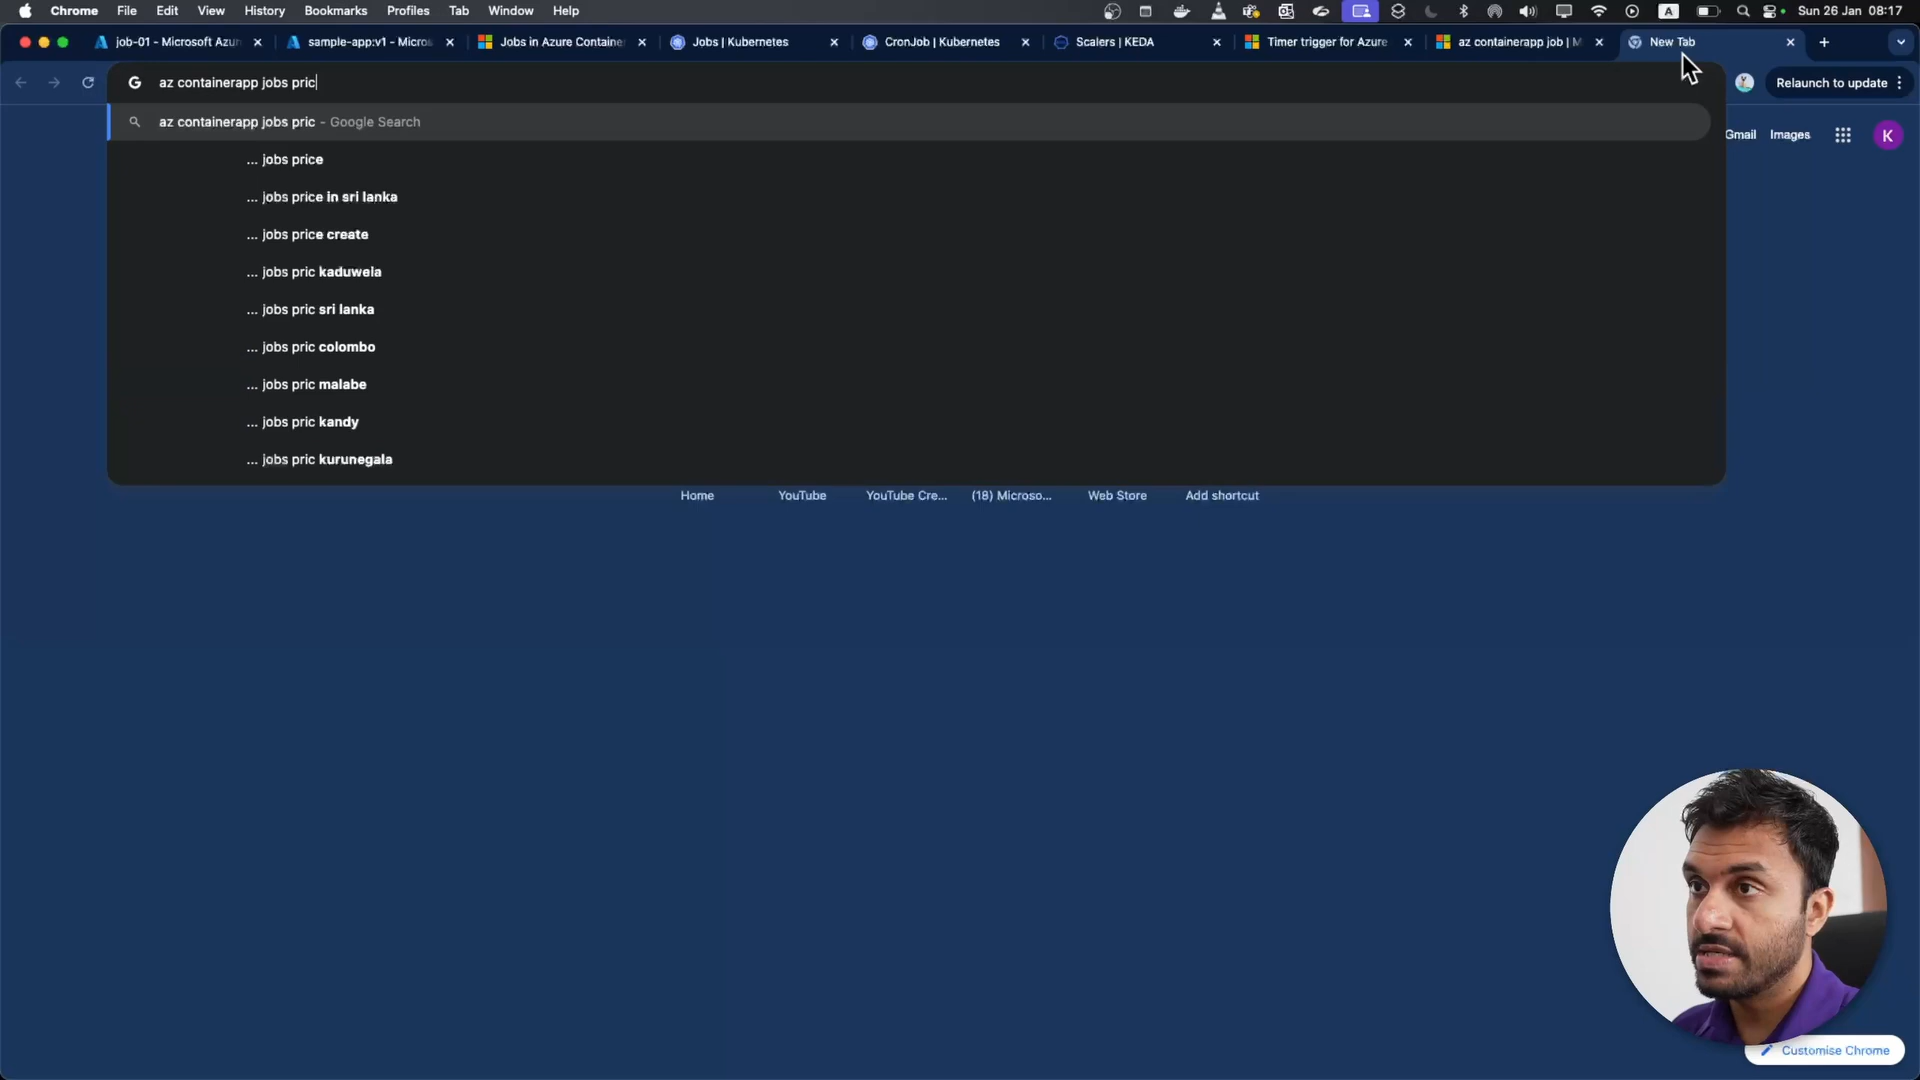 Chrome File Edit View History Bookmarks Profiles Tab Window Help
A
Sun 26 Jan 08:17
job-01 - Microsoft Azur
sample-app:v1 - Micros
Jobs in Azure Containe
Jobs | Kubernetes
CronJob | Kubernetes
Scalers | KEDA
Timer trigger for Azure
az containerapp job | M
New Tab
G az containerapp jobs pric
Relaunch to update
az containerapp jobs pric - Google Search
Gmail Images K
... jobs price
... jobs price in sri lanka
... jobs price create
... jobs pric kaduwela
... jobs pric sri lanka
... jobs pric colombo
... jobs pric malabe
... jobs pric kandy
... jobs pric kurunegala
Home YouTube YouTube Cre... (18) Microso... Web Store Add shortcut
Customise Chrome